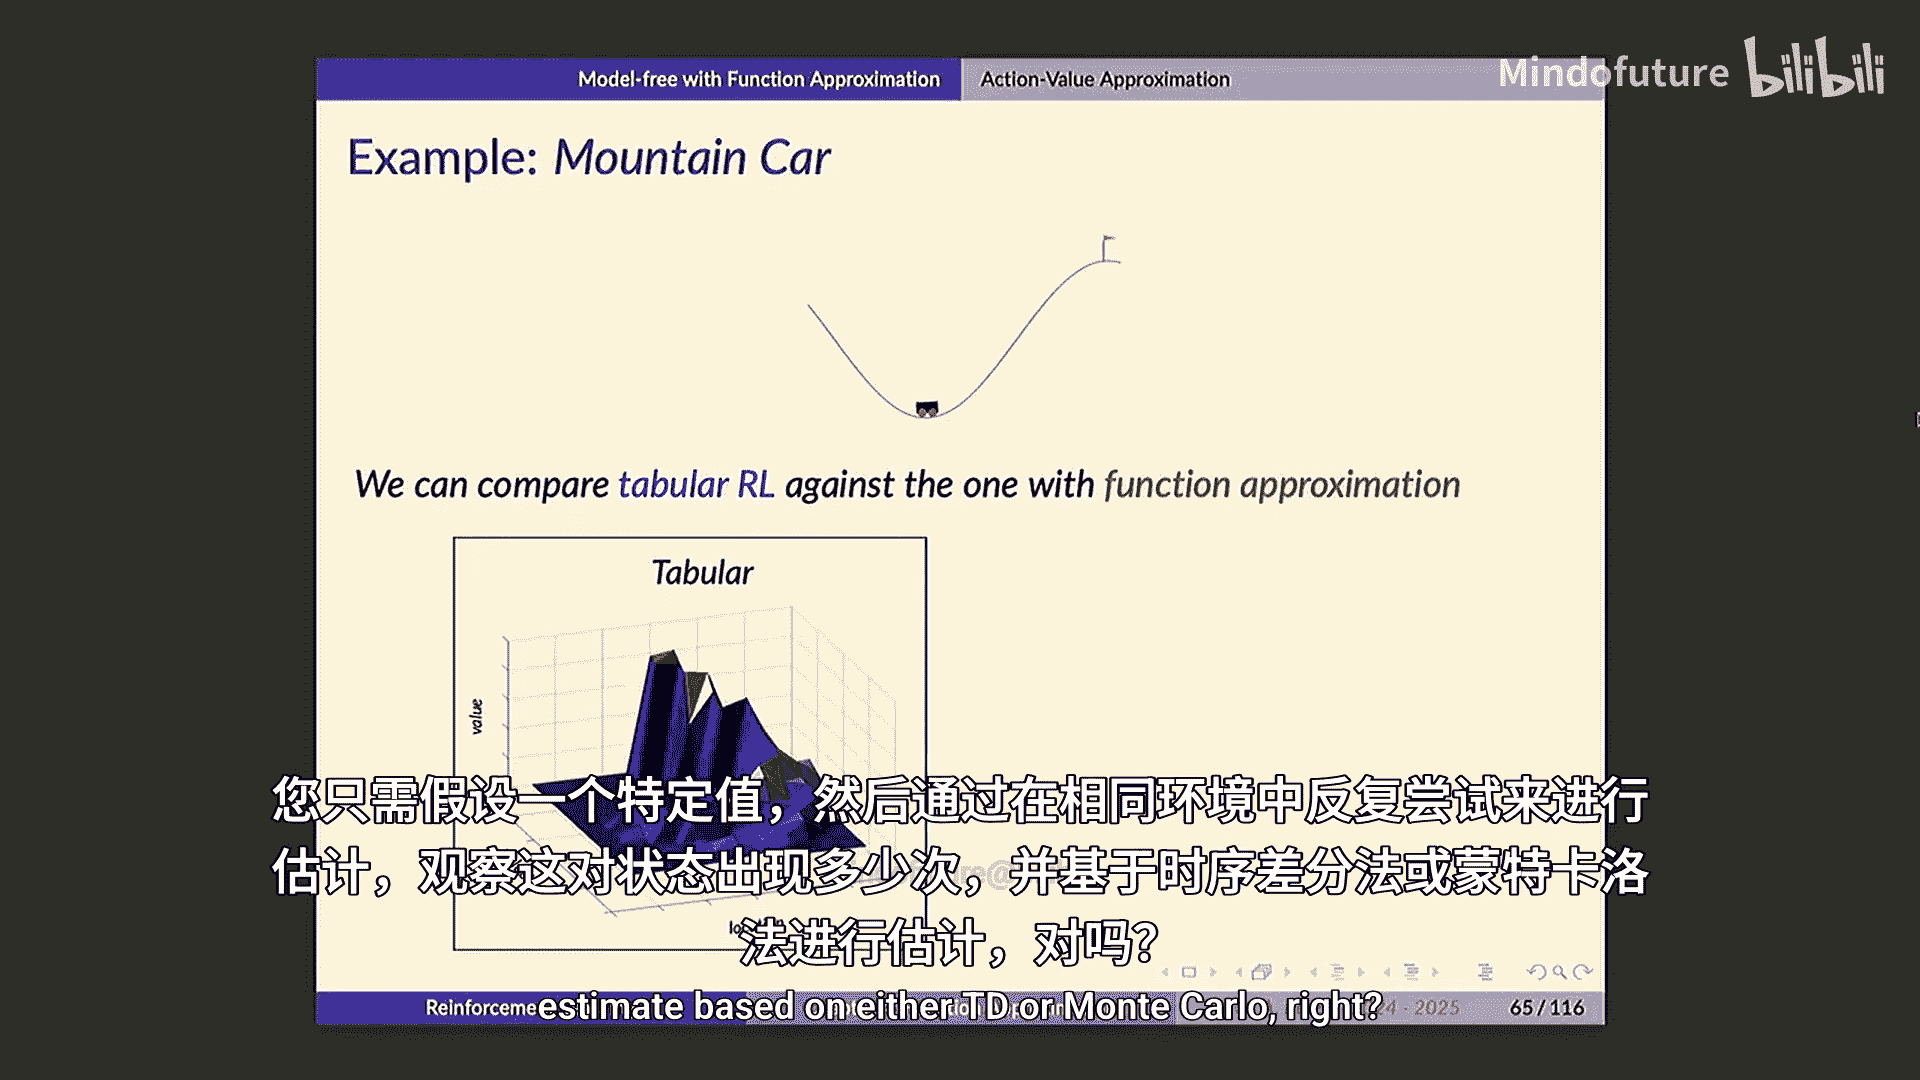 Model-free with Function Approximation
Action-Value Approximation
Mindofuture bilibili
Example: Mountain Car
We can compare tabular RL against the one with function approximation
Tabular
value
您只需假设一个特定值，然后通过在相同环境中反复尝试来进行
估计，观察这对状态出现多少次，并基于时序差分法或蒙特卡洛
法进行估计，对吗？
estimate based on either TD or Monte Carlo, right?
2025
65 / 116